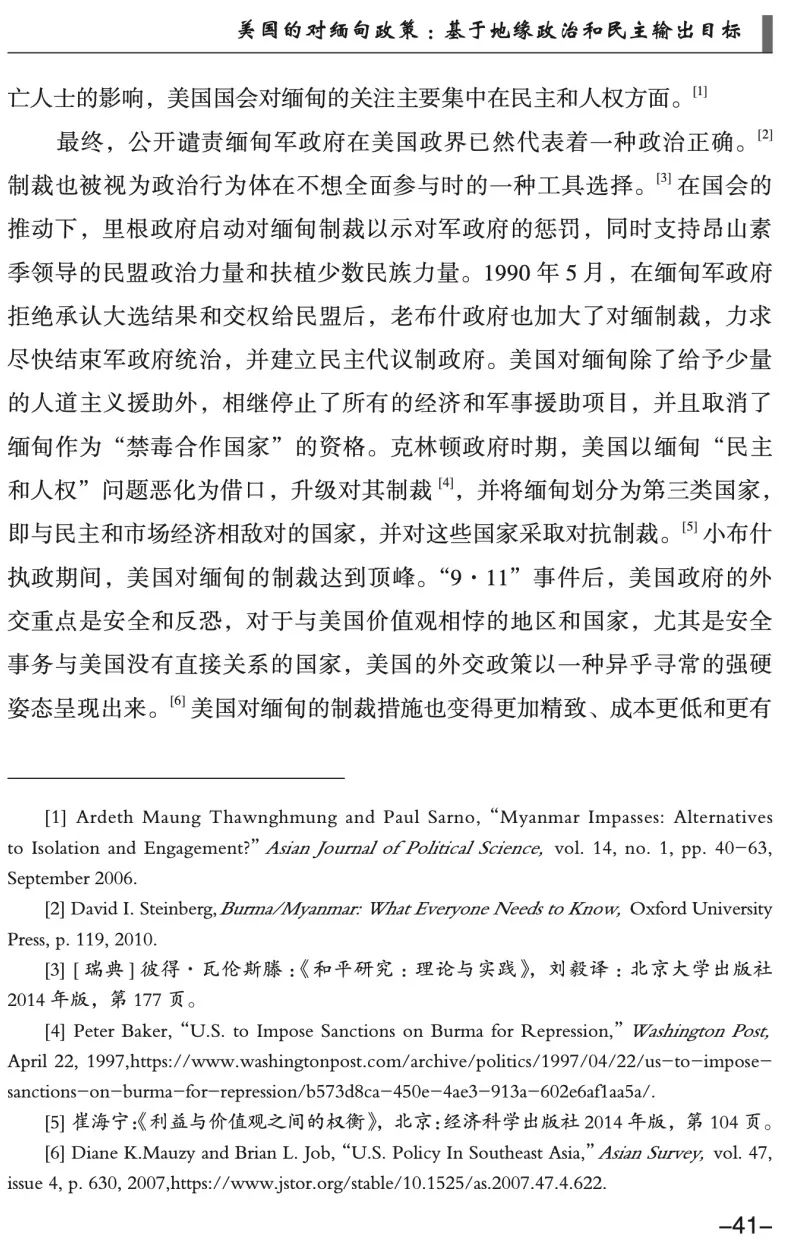 美国的对缅甸政策：基于地缘政治和民主输出目标
亡人士的影响，美国国会对缅甸的关注主要集中在民主和人权方面。[1]
最终，公开谴责缅甸军政府在美国政界已然代表着一种政治正确。[2]
制裁也被视为政治行为体在不想全面参与时的一种工具选择。[3] 在国会的
推动下，里根政府启动对缅甸制裁以示对军政府的惩罚，同时支持昂山素
季领导的民盟政治力量和扶植少数民族力量。1990 年 5 月，在缅甸军政府
拒绝承认大选结果和交权给民盟后，老布什政府也加大了对缅制裁，力求
尽快结束军政府统治，并建立民主代议制政府。美国对缅甸除了给予少量
的人道主义援助外，相继停止了所有的经济和军事援助项目，并且取消了
缅甸作为“禁毒合作国家”的资格。克林顿政府时期，美国以缅甸“民主
和人权”问题恶化为借口，升级对其制裁 [4]，并将缅甸划分为第三类国家，
即与民主和市场经济相敌对的国家，并对这些国家采取对抗制裁。[5] 小布什
执政期间，美国对缅甸的制裁达到顶峰。“9·11”事件后，美国政府的外
交重点是安全和反恐，对于与美国价值观相悖的地区和国家，尤其是安全
事务与美国没有直接关系的国家，美国的外交政策以一种异乎寻常的强硬
姿态呈现出来。[6] 美国对缅甸的制裁措施也变得更加精致、成本更低和更有
[1] Ardeth Maung Thawnghmung and Paul Sarno, “Myanmar Impasses: Alternatives
to Isolation and Engagement?” Asian Journal of Political Science, vol. 14, no. 1, pp. 40-63,
September 2006.
[2] David I. Steinberg, Burma/Myanmar: What Everyone Needs to Know, Oxford University
Press, p. 119, 2010.
[3] [ 瑞典 ] 彼得·瓦伦斯滕：《和平研究：理论与实践》，刘毅译：北京大学出版社
2014 年版，第 177 页。
[4] Peter Baker, “U.S. to Impose Sanctions on Burma for Repression,” Washington Post,
April 22, 1997,https://www.washingtonpost.com/archive/politics/1997/04/22/us-to-impose-
sanctions-on-burma-for-repression/b573d8ca-450e-4ae3-913a-602e6af1aa5a/.
[5] 崔海宁：《利益与价值观之间的权衡》，北京：经济科学出版社 2014 年版，第 104 页。
[6] Diane K.Mauzy and Brian L. Job, “U.S. Policy In Southeast Asia,” Asian Survey, vol. 47,
issue 4, p. 630, 2007,https://www.jstor.org/stable/10.1525/as.2007.47.4.622.
-41-